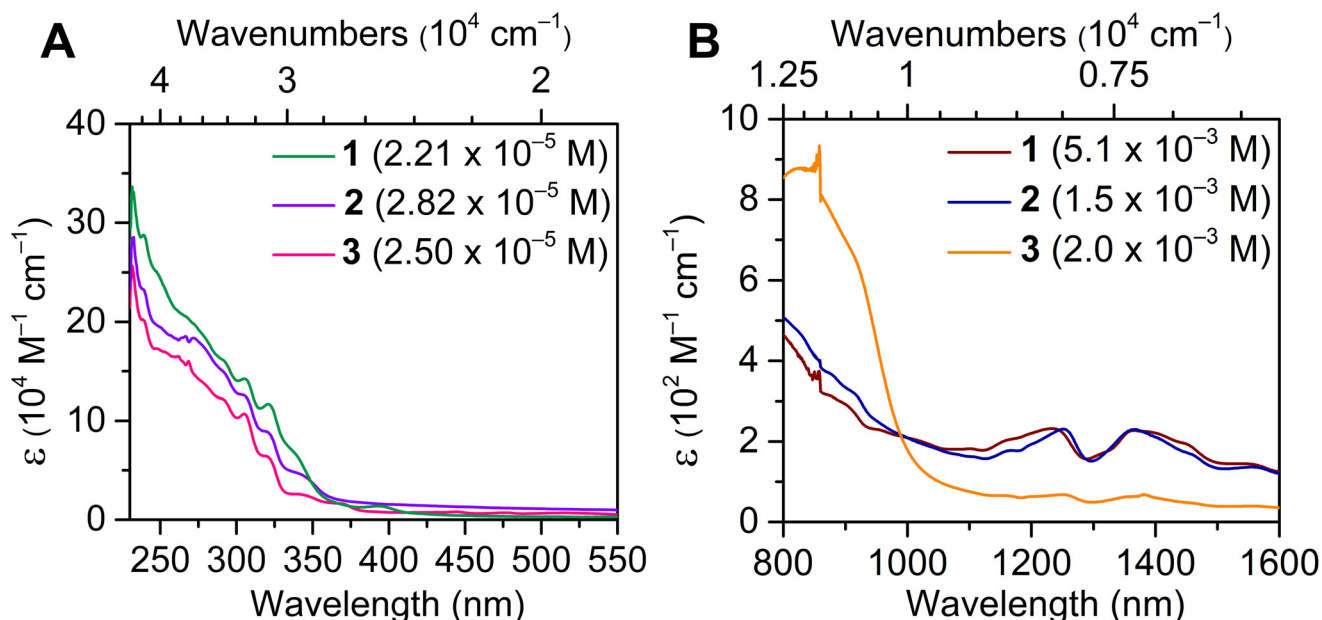 A
Wavenumbers (10⁴ cm⁻¹)
4 3 2
40
30
20
10
0
ε (10⁴ M⁻¹ cm⁻¹)
1 (2.21 x 10⁻⁵ M)
2 (2.82 x 10⁻⁵ M)
3 (2.50 x 10⁻⁵ M)
250 300 350 400 450 500 550
Wavelength (nm)
B
Wavenumbers (10⁴ cm⁻¹)
1.25 1 0.75
10
8
6
4
2
0
ε (10² M⁻¹ cm⁻¹)
1 (5.1 x 10⁻³ M)
2 (1.5 x 10⁻³ M)
3 (2.0 x 10⁻³ M)
800 1000 1200 1400 1600
Wavelength (nm)